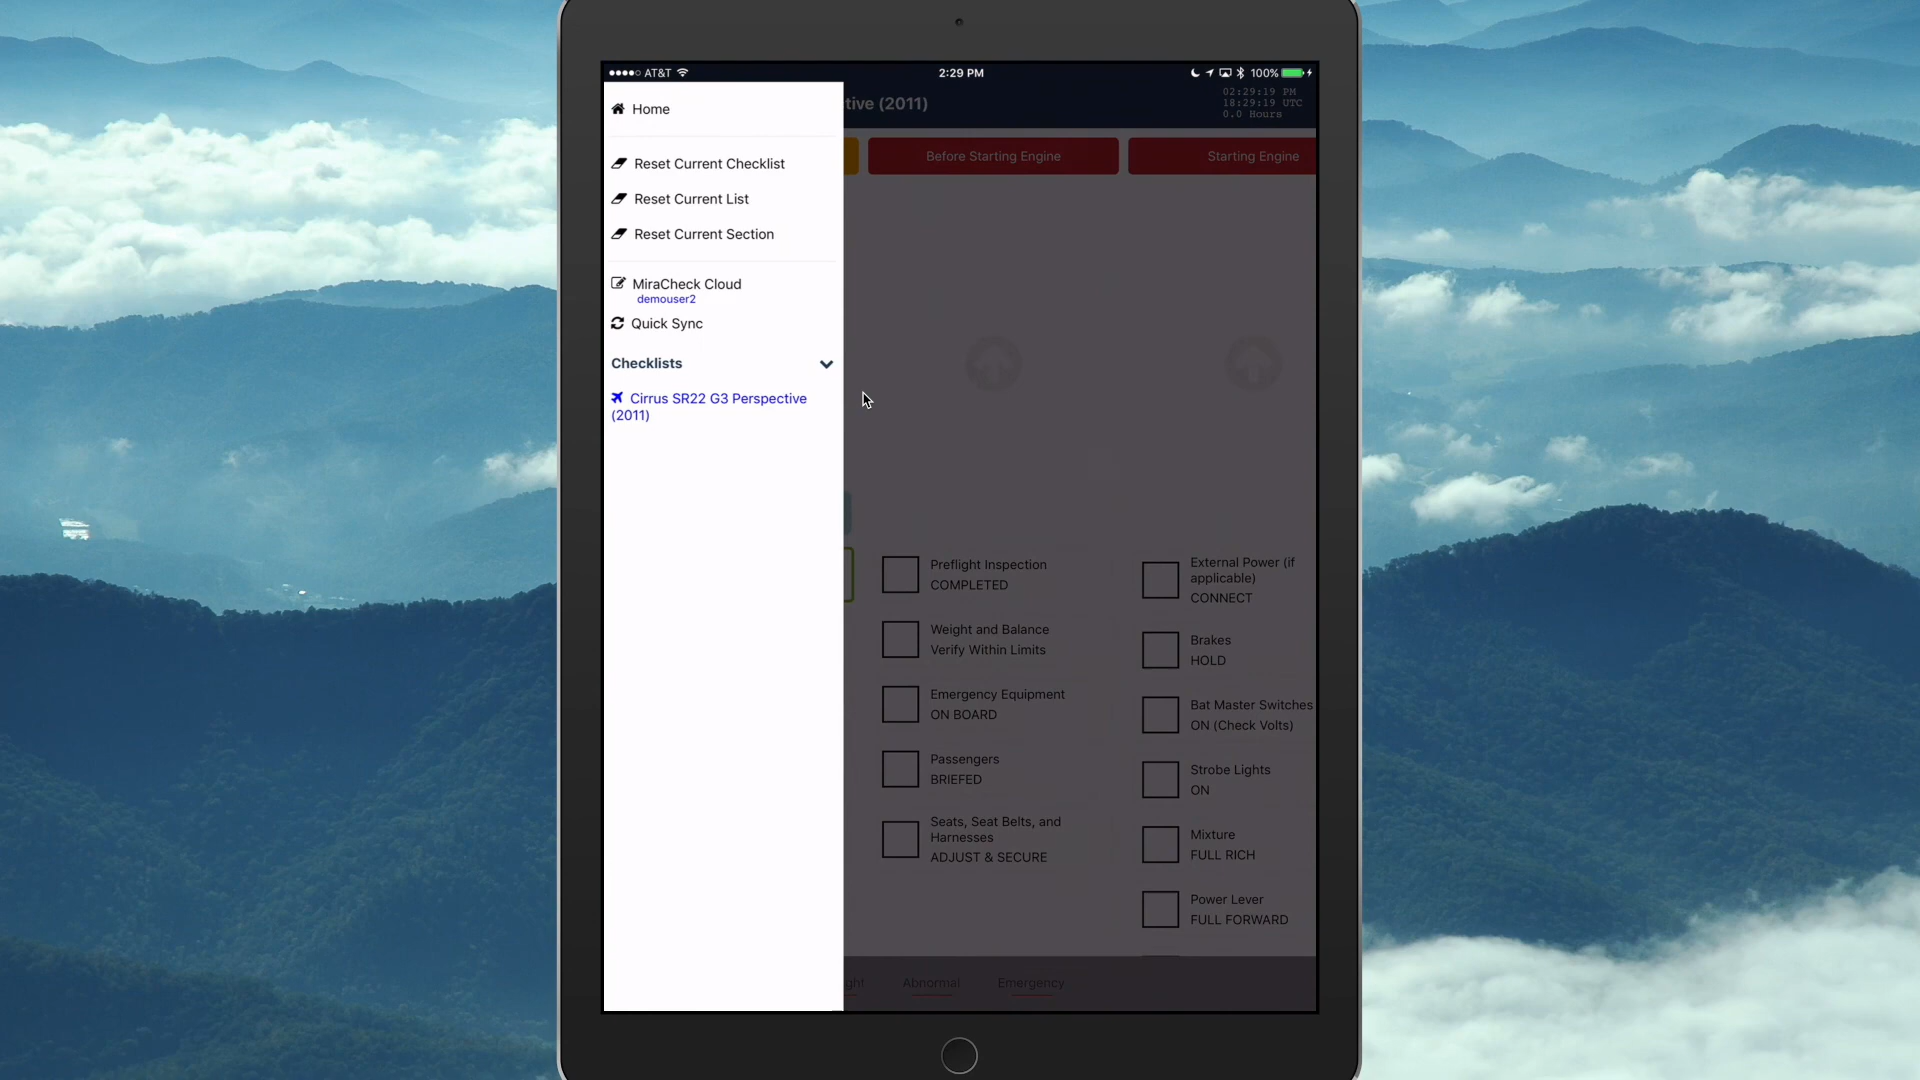 AT&T
2:29 PM
100%
tive (2011)
02:29:19 PM
18:29:19 UTC
0.0 Hours
Home
Reset Current Checklist
Reset Current List
Reset Current Section
MiraCheck Cloud
demouser2
Quick Sync
Checklists
Cirrus SR22 G3 Perspective
(2011)
Before Starting Engine
Preflight Inspection
COMPLETED
Weight and Balance
Verify Within Limits
Emergency Equipment
ON BOARD
Passengers
BRIEFED
Seats, Seat Belts, and
Harnesses
ADJUST & SECURE
Starting Engine
External Power (if
applicable)
CONNECT
Brakes
HOLD
Bat Master Switches
ON (Check Volts)
Strobe Lights
ON
Mixture
FULL RICH
Power Lever
FULL FORWARD
ght
Abnormal
Emergency